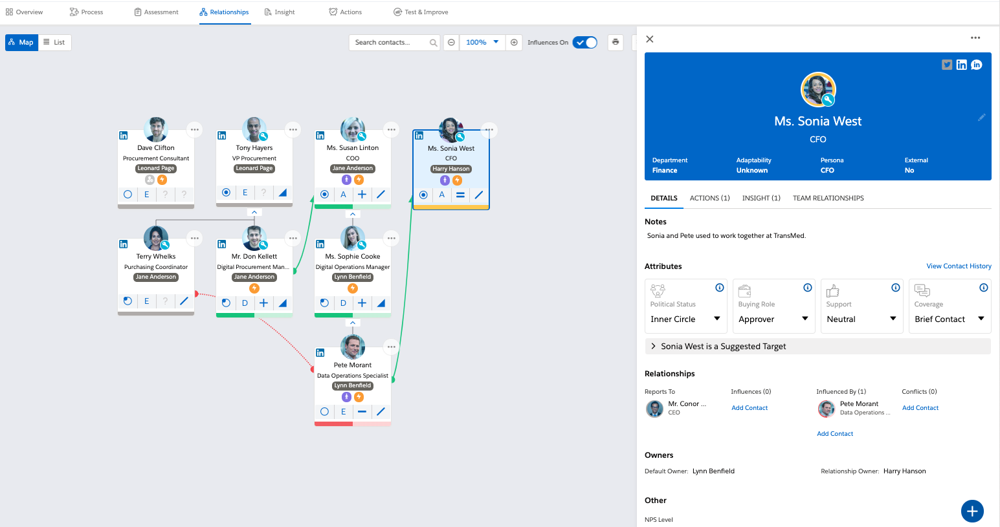 Overview Process Assessment Relationships Insight Actions Test & Improve
Map List
Search contacts... 100% Influences On
Dave Clifton
Procurement Consultant
Leonard Page
E ? ?
Tony Hayers
VP Procurement
Leonard Page
E ?
Ms. Susan Linton
COO
Jane Anderson
A
Ms. Sonia West
CFO
Harry Hanson
A
Terry Whelks
Purchasing Coordinator
Jane Anderson
E ?
Mr. Don Kellett
Digital Procurement Man...
Jane Anderson
D
Ms. Sophie Cooke
Digital Operations Manager
Lynn Benfield
D
Pete Morant
Data Operations Specialist
Lynn Benfield
E
Ms. Sonia West
CFO
Department Adaptability Persona External
Finance Unknown CFO No
DETAILS ACTIONS (1) INSIGHT (1) TEAM RELATIONSHIPS
Notes
Sonia and Pete used to work together at TransMed.
Attributes View Contact History
Political Status Buying Role Support Coverage
Inner Circle Approver Neutral Brief Contact
Sonia West is a Suggested Target
Relationships
Reports To Influences (0) Influenced By (1) Conflicts (0)
Mr. Conor ... Add Contact Pete Morant Add Contact
CEO Data Operations ...
Add Contact
Owners
Default Owner: Lynn Benfield Relationship Owner: Harry Hanson
Other
NPS Level